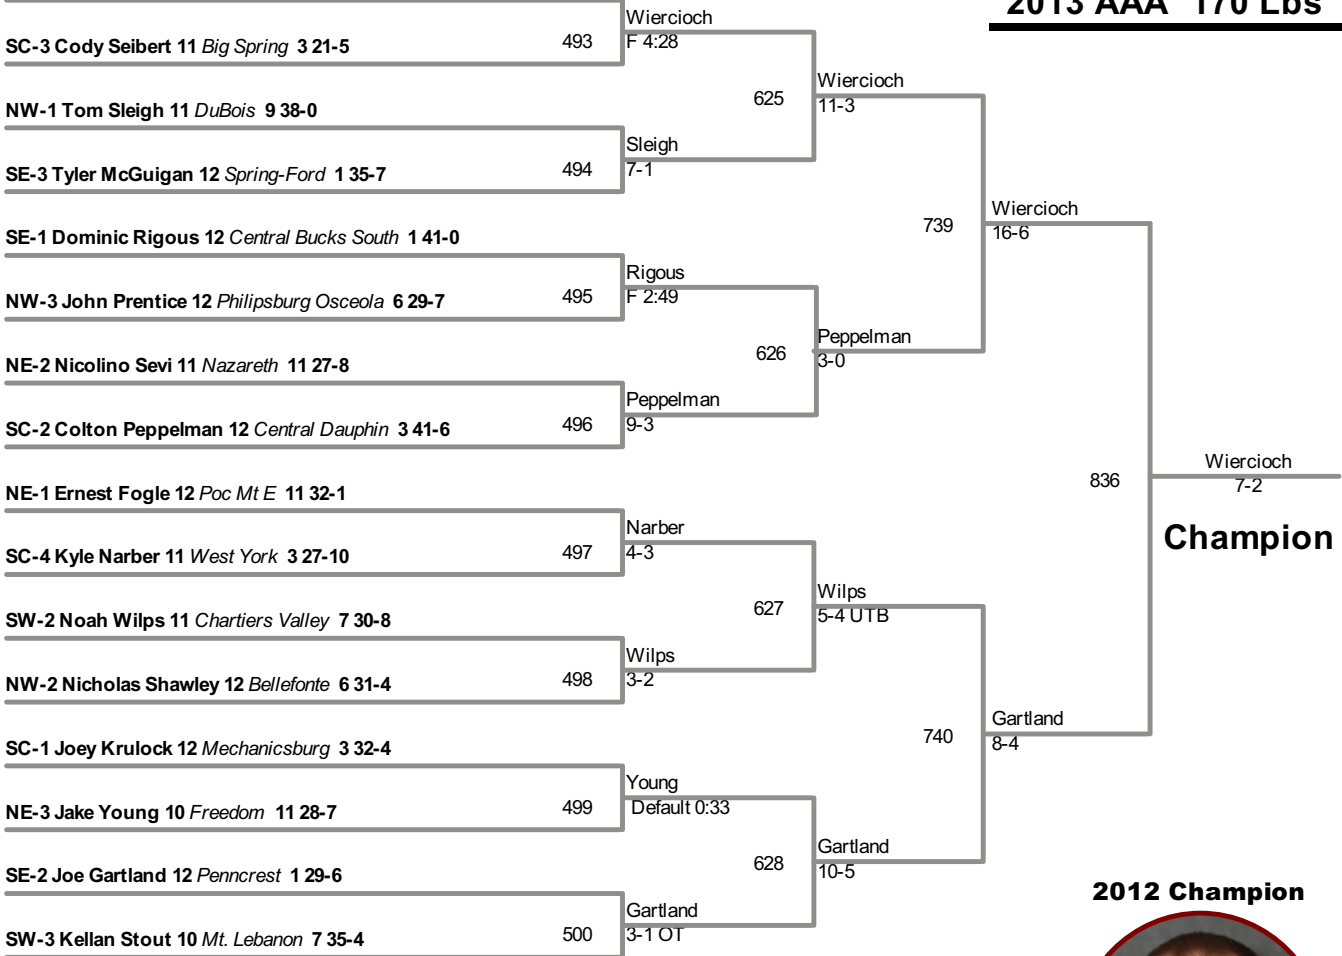 2013 AAA 170 Lbs
Wiercioch
SC-3 Cody Seibert 11 Big Spring 3 21-5
493
F 4:28
Wiercioch
625
11-3
NW-1 Tom Sleigh 11 DuBois 9 38-0
Sleigh
SE-3 Tyler McGuigan 12 Spring-Ford 1 35-7
494
7-1
Wiercioch
739
16-6
SE-1 Dominic Rigous 12 Central Bucks South 1 41-0
Rigous
NW-3 John Prentice 12 Philipsburg Osceola 6 29-7
495
F 2:49
Peppelman
626
3-0
NE-2 Nicolino Sevi 11 Nazareth 11 27-8
Peppelman
SC-2 Colton Peppelman 12 Central Dauphin 3 41-6
496
9-3
Wiercioch
836
7-2
Champion
NE-1 Ernest Fogle 12 Poc Mt E 11 32-1
Narber
SC-4 Kyle Narber 11 West York 3 27-10
497
4-3
Wilps
627
5-4 UTB
SW-2 Noah Wilps 11 Chartiers Valley 7 30-8
Wilps
NW-2 Nicholas Shawley 12 Bellefonte 6 31-4
498
3-2
Gartland
740
8-4
SC-1 Joey Krulock 12 Mechanicsburg 3 32-4
Young
NE-3 Jake Young 10 Freedom 11 28-7
499
Default 0:33
Gartland
628
10-5
SE-2 Joe Gartland 12 Penncrest 1 29-6
Gartland
SW-3 Kellan Stout 10 Mt. Lebanon 7 35-4
500
3-1 OT
2012 Champion